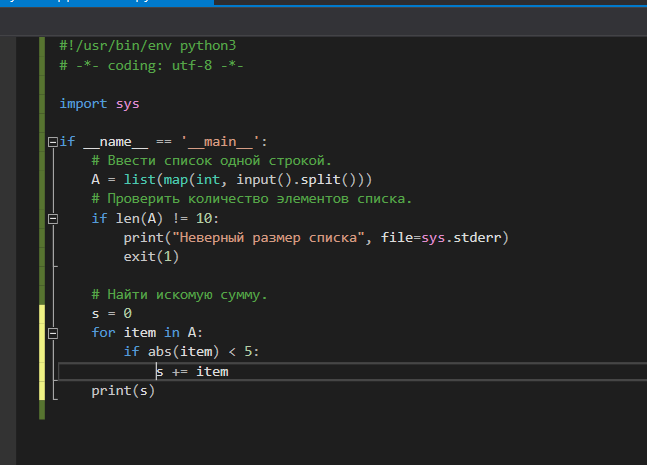 #!/usr/bin/env python3
# -*- coding: utf-8 -*-
import sys
if __name__ == '__main__':
# Ввести список одной строкой.
A = list(map(int, input().split()))
# Проверить количество элементов списка.
if len(A) != 10:
print("Неверный размер списка", file=sys.stderr)
exit(1)
# Найти искомую сумму.
s = 0
for item in A:
if abs(item) < 5:
s += item
print(s)